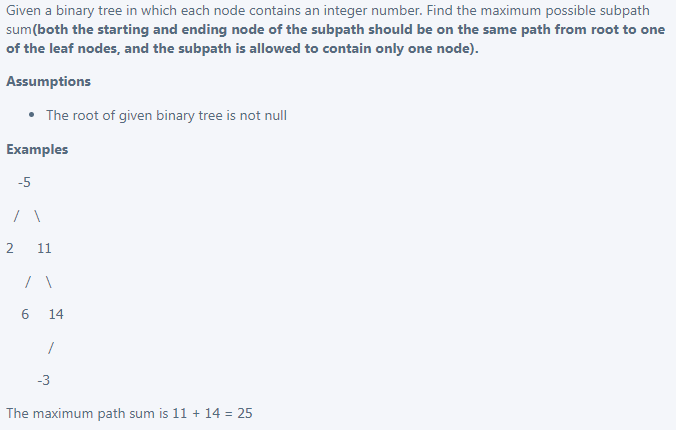 Given a binary tree in which each node contains an integer number. Find the maximum possible subpath
sum(both the starting and ending node of the subpath should be on the same path from root to one
of the leaf nodes, and the subpath is allowed to contain only one node).
Assumptions
• The root of given binary tree is not null
Examples
-5
/ \
2 11
/ \
6 14
/
-3
The maximum path sum is 11 + 14 = 25